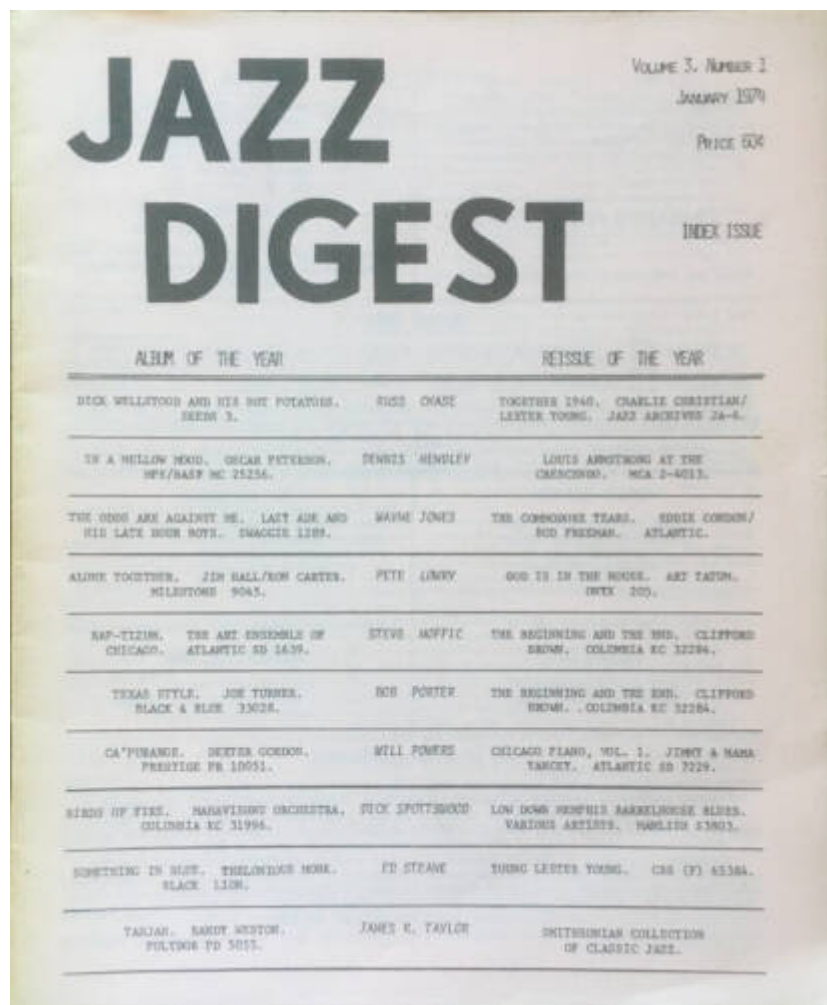 JAZZ
DIGEST
VOLUME 3, NUMBER 1
JANUARY 1974
PRICE 60¢
INDEX ISSUE
ALBUM OF THE YEAR
REISSUE OF THE YEAR
DICK WELLSTOOD AND HIS HOT POTATOES.
SEEDS 3.
RUSS CHASE
TOGETHER 1940. CHARLIE CHRISTIAN/
LESTER YOUNG. JAZZ ARCHIVES JA-6.
IN A MELLOW MOOD. OSCAR PETERSON.
MPS/BASF MC 25256.
DENNIS HENDLEY
LOUIS ARMSTRONG AT THE
CRESCENDO. MCA 2-4013.
THE ODDS ARE AGAINST ME. LAZY ADE AND
HIS LATE HOUR BOYS. SWAGGIE 1289.
WAYNE JONES
THE COMMODORE YEARS. EDDIE CONDON/
BUD FREEMAN. ATLANTIC.
ALONE TOGETHER. JIM HALL/RON CARTER.
MILESTONE 9045.
PETE LOWRY
GOD IS IN THE HOUSE. ART TATUM.
ONYX 205.
BAP-TIZUM. THE ART ENSEMBLE OF
CHICAGO. ATLANTIC SD 1639.
STEVE MOFFIC
THE BEGINNING AND THE END. CLIFFORD
BROWN. COLUMBIA KC 32284.
TEXAS STYLE. JOE TURNER.
BLACK & BLUE 33028.
BOB PORTER
THE BEGINNING AND THE END. CLIFFORD
BROWN. COLUMBIA KC 32284.
CA'PURANGE. DEXTER GORDON.
PRESTIGE PR 10051.
WILL POWERS
CHICAGO PIANO, VOL. 1. JIMMY & MAMA
YANCEY. ATLANTIC SD 7229.
BIRDS OF FIRE. MAHAVISHNU ORCHESTRA.
COLUMBIA KC 31996.
DICK SPOTTSWOOD
LOW DOWN MEMPHIS BARRELHOUSE BLUES.
VARIOUS ARTISTS. MAMLISH S3803.
SOMETHING IN BLUE. THELONIOUS MONK.
BLACK LION.
ED STEANE
YOUNG LESTER YOUNG. CBS (F) 65384.
TANJAH. RANDY WESTON.
POLYDOR PD 5055.
JAMES K. TAYLOR
SMITHSONIAN COLLECTION
OF CLASSIC JAZZ.